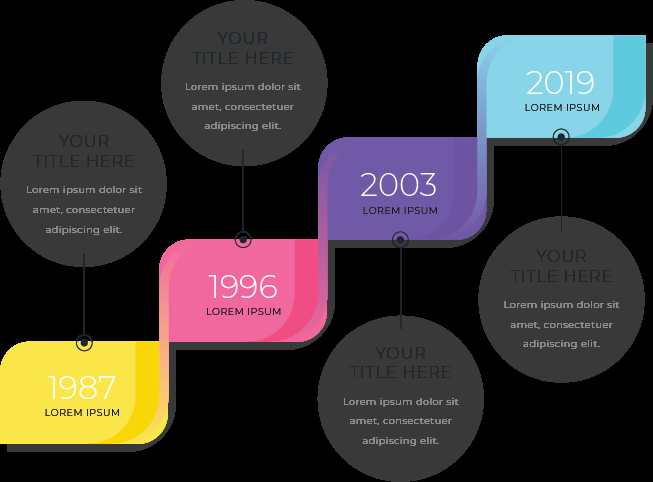 YOUR
TITLE HERE
Lorem ipsum dolor sit
amet, consectetuer
adipiscing elit.
1987
LOREM IPSUM
YOUR
TITLE HERE
Lorem ipsum dolor sit
amet, consectetuer
adipiscing elit.
1996
LOREM IPSUM
2003
LOREM IPSUM
YOUR
TITLE HERE
Lorem ipsum dolor sit
amet, consectetuer
adipiscing elit.
2019
LOREM IPSUM
YOUR
TITLE HERE
Lorem ipsum dolor sit
amet, consectetuer
adipiscing elit.